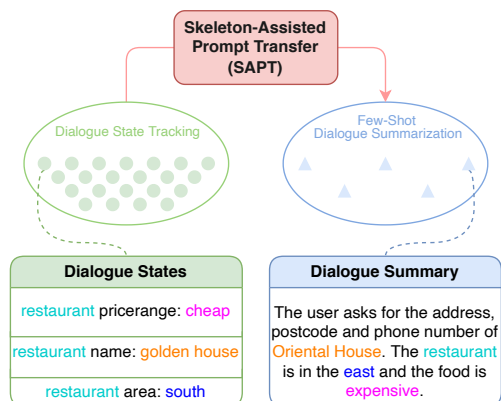 Skeleton-Assisted
Prompt Transfer
(SAPT)
Dialogue State Tracking
Few-Shot
Dialogue Summarization
Dialogue States
restaurant pricerange: cheap
restaurant name: golden house
restaurant area: south
Dialogue Summary
The user asks for the address,
postcode and phone number of
Oriental House. The restaurant
is in the east and the food is
expensive.